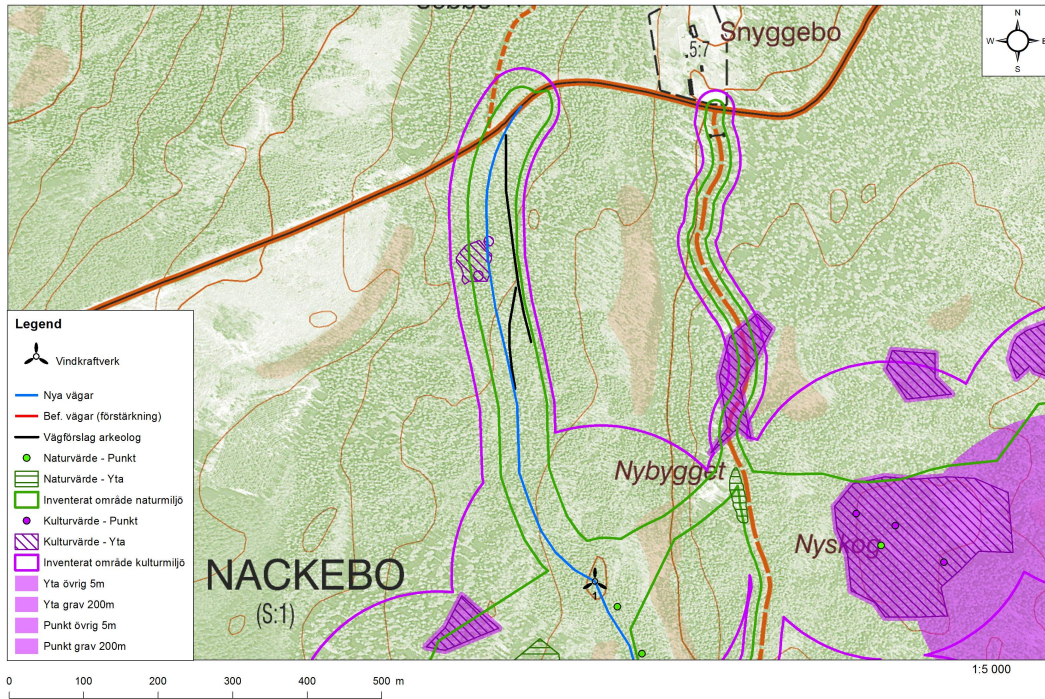 Snyggebo
5:7
N
W
E
S
Legend
Vindkraftverk
Nya vägar
Bef. vägar (förstärkning)
Vägförslag arkeolog
Naturvärde - Punkt
Naturvärde - Yta
Inventerat område naturmiljö
Kulturvärde - Punkt
Kulturvärde - Yta
Inventerat område kulturmiljö
Yta övrig 5m
Yta grav 200m
Punkt övrig 5m
Punkt grav 200m
Nybygget
Nyskog
NACKEBO
(S:1)
1
1:5 000
0 100 200 300 400 500 m